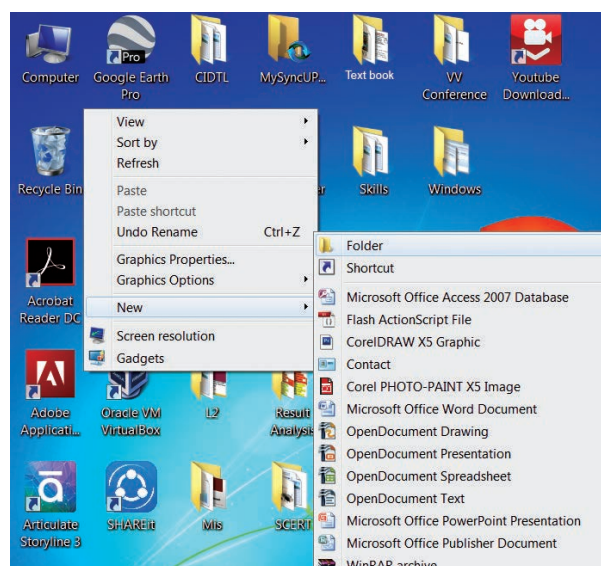 Computer
Google Earth
Pro
Pro
CIDTL
MySyncUP...
Text book
VV
Conference
Youtube
Download...
Recycle Bin
Skills
Windows
Acrobat
Reader DC
Adobe
Applicati...
Oracle VM
VirtualBox
L2
Result
Analysis
Articulate
Storyline 3
SHAREit
Mis
SCERT
View
Sort by
Refresh
Paste
Paste shortcut
Undo Rename Ctrl+Z
Graphics Properties...
Graphics Options
New
Screen resolution
Gadgets
Folder
Shortcut
Microsoft Office Access 2007 Database
Flash ActionScript File
CorelDRAW X5 Graphic
Contact
Corel PHOTO-PAINT X5 Image
Microsoft Office Word Document
OpenDocument Drawing
OpenDocument Presentation
OpenDocument Spreadsheet
OpenDocument Text
Microsoft Office PowerPoint Presentation
Microsoft Office Publisher Document
WinRAR archive